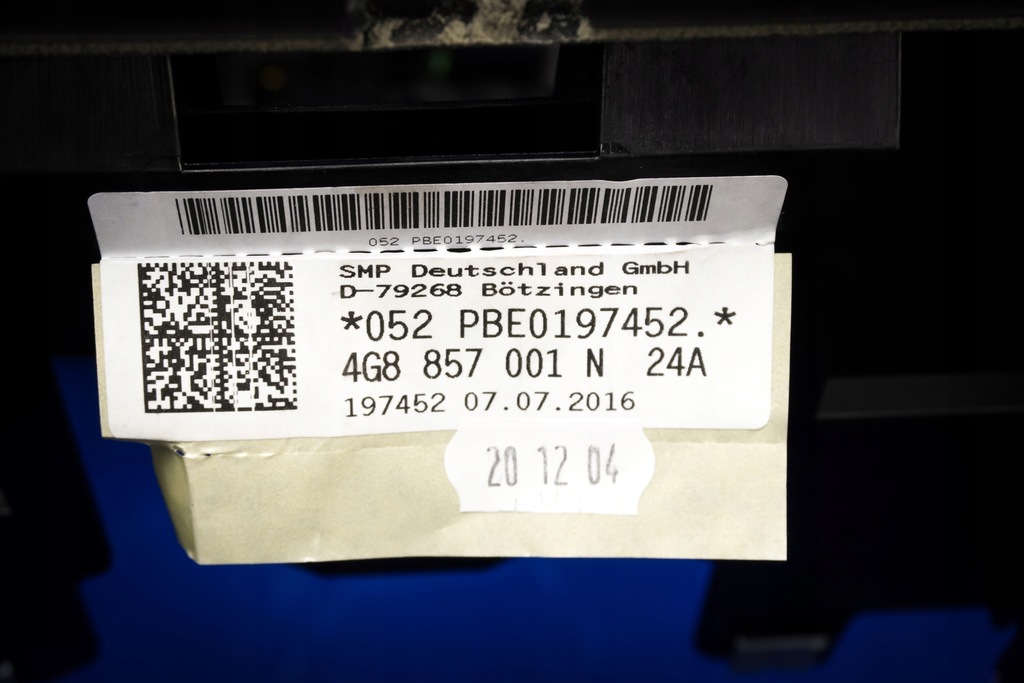 052 PBE0197452.
SMP Deutschland GmbH
D-79268 Bötzingen
*052 PBE0197452.*
4G8 857 001 N 24A
197452 07.07.2016
20 12 04